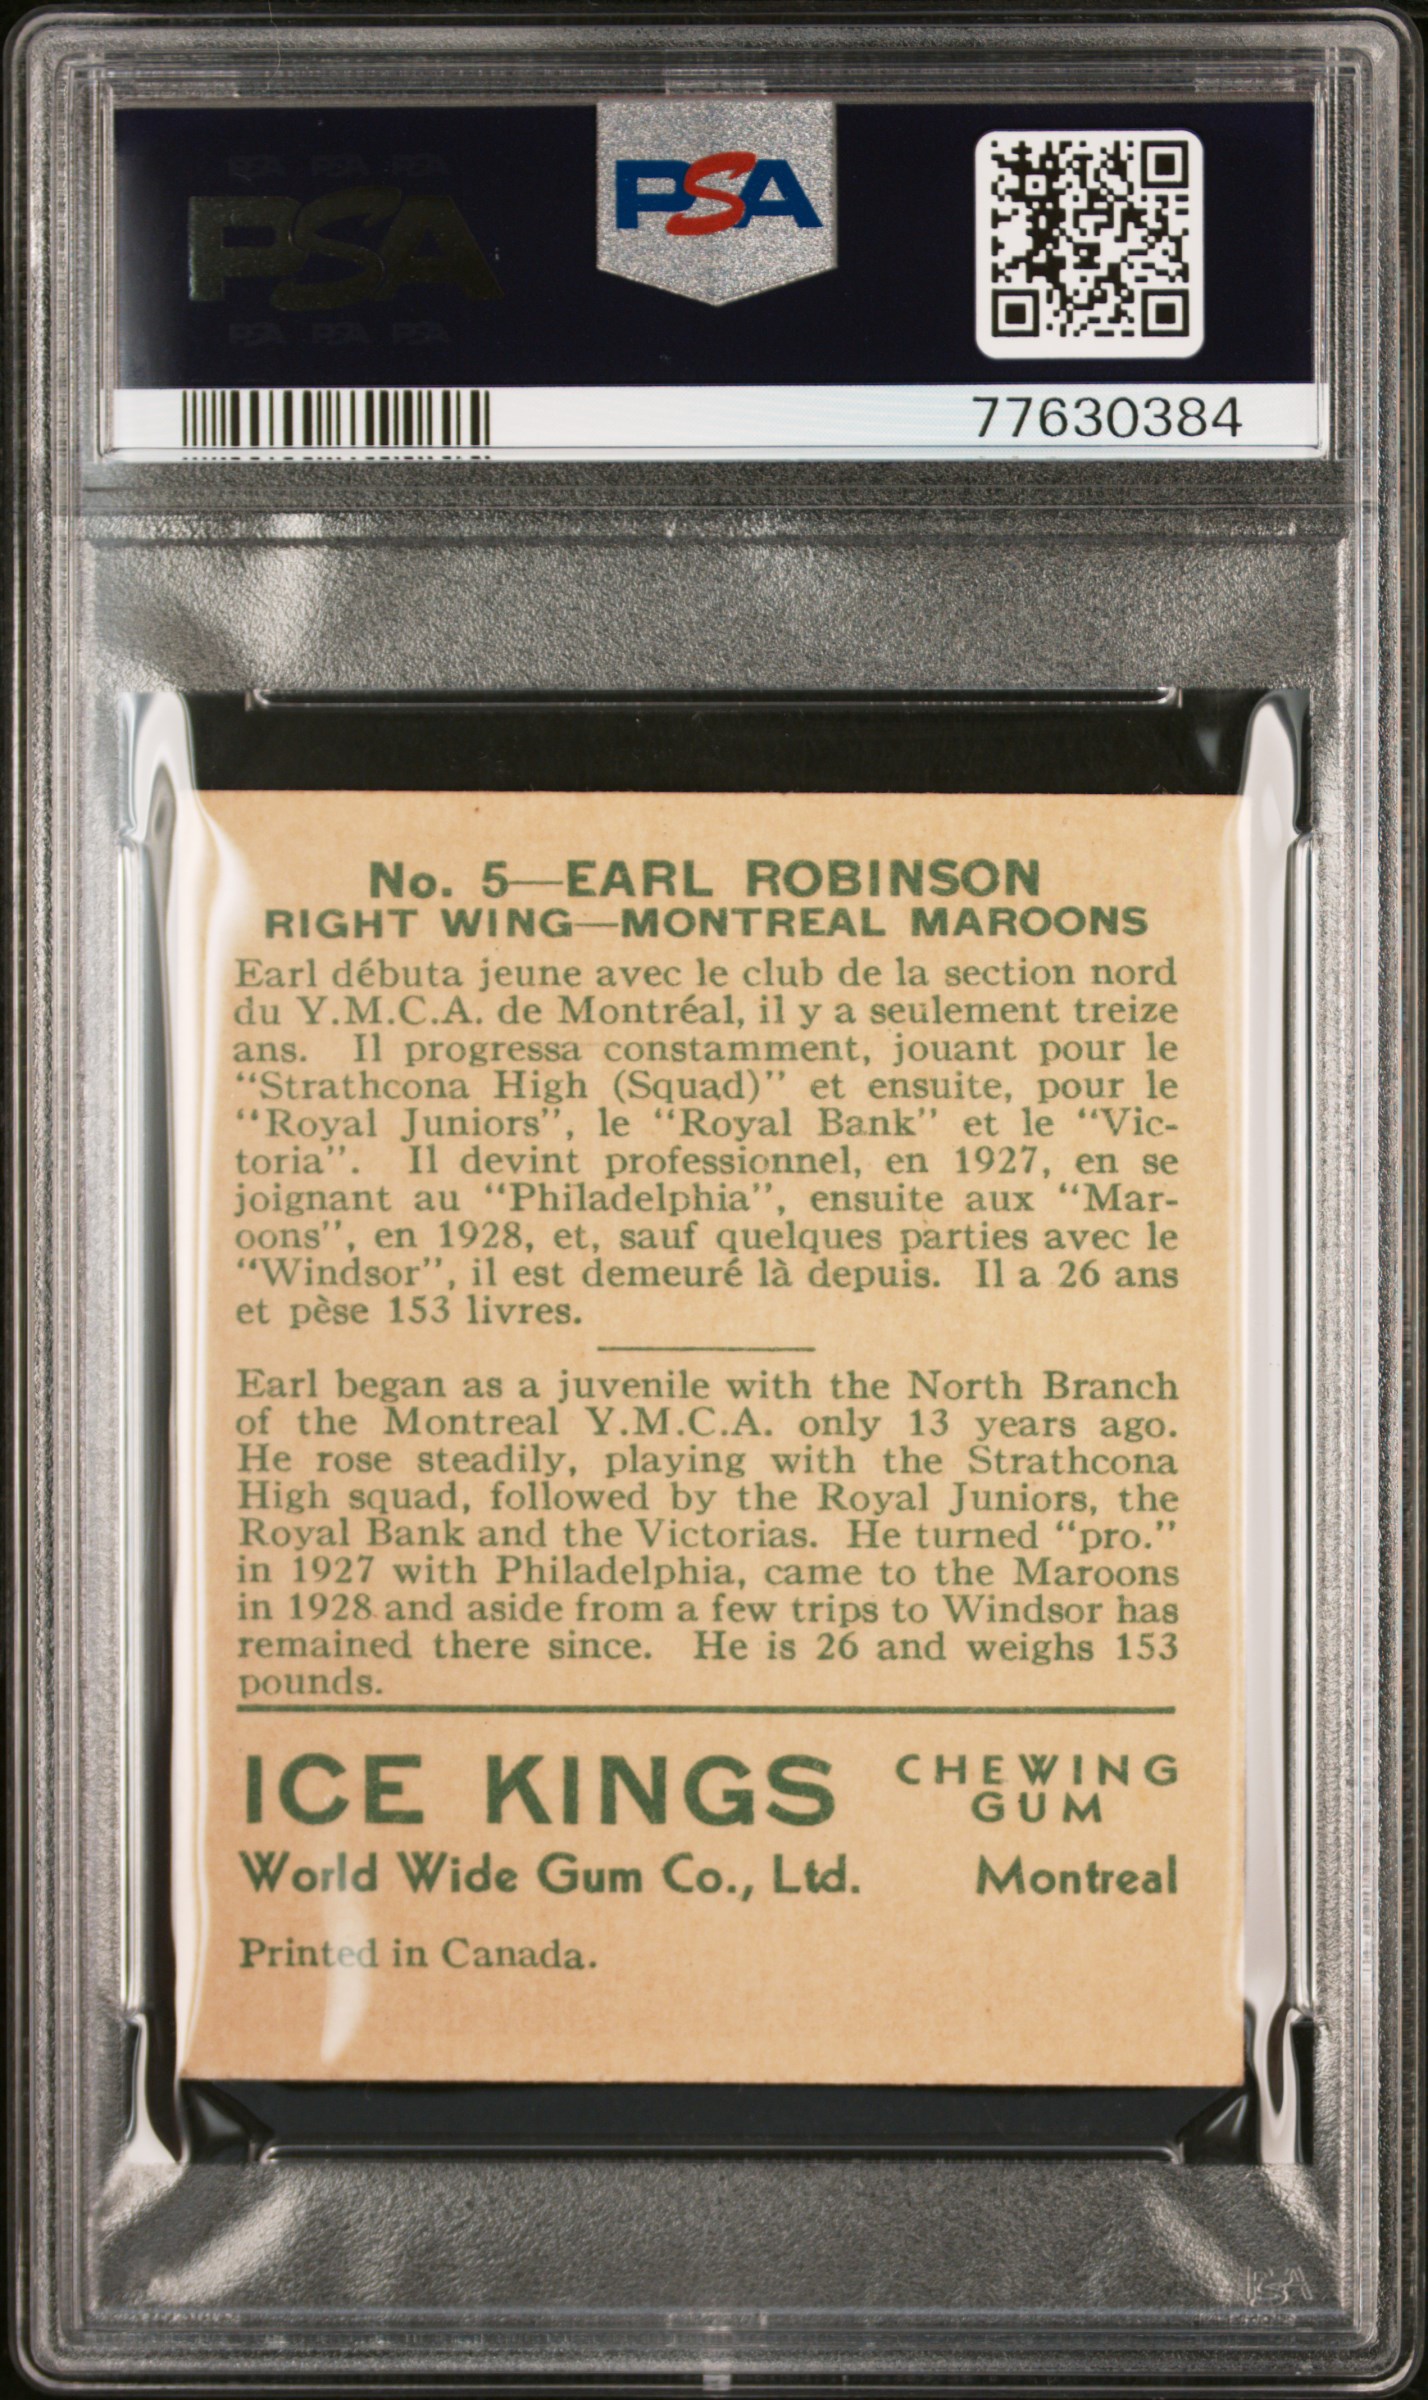 PSA PSA PSA
PSA
PSA PSA PSA
PSA
77630384
No. 5—EARL ROBINSON
RIGHT WING—MONTREAL MAROONS
Earl débuta jeune avec le club de la section nord
du Y.M.C.A. de Montréal, il y a seulement treize
ans. Il progressa constamment, jouant pour le
“Strathcona High (Squad)” et ensuite, pour le
“Royal Juniors”, le “Royal Bank” et le “Vic-
toria”. Il devint professionnel, en 1927, en se
joignant au “Philadelphia”, ensuite aux “Mar-
oons”, en 1928, et, sauf quelques parties avec le
“Windsor”, il est demeuré là depuis. Il a 26 ans
et pèse 153 livres.
Earl began as a juvenile with the North Branch
of the Montreal Y.M.C.A. only 13 years ago.
He rose steadily, playing with the Strathcona
High squad, followed by the Royal Juniors, the
Royal Bank and the Victorias. He turned “pro.”
in 1927 with Philadelphia, came to the Maroons
in 1928 and aside from a few trips to Windsor has
remained there since. He is 26 and weighs 153
pounds.
ICE KINGS CHEWING GUM
World Wide Gum Co., Ltd. Montreal
Printed in Canada.
PSA